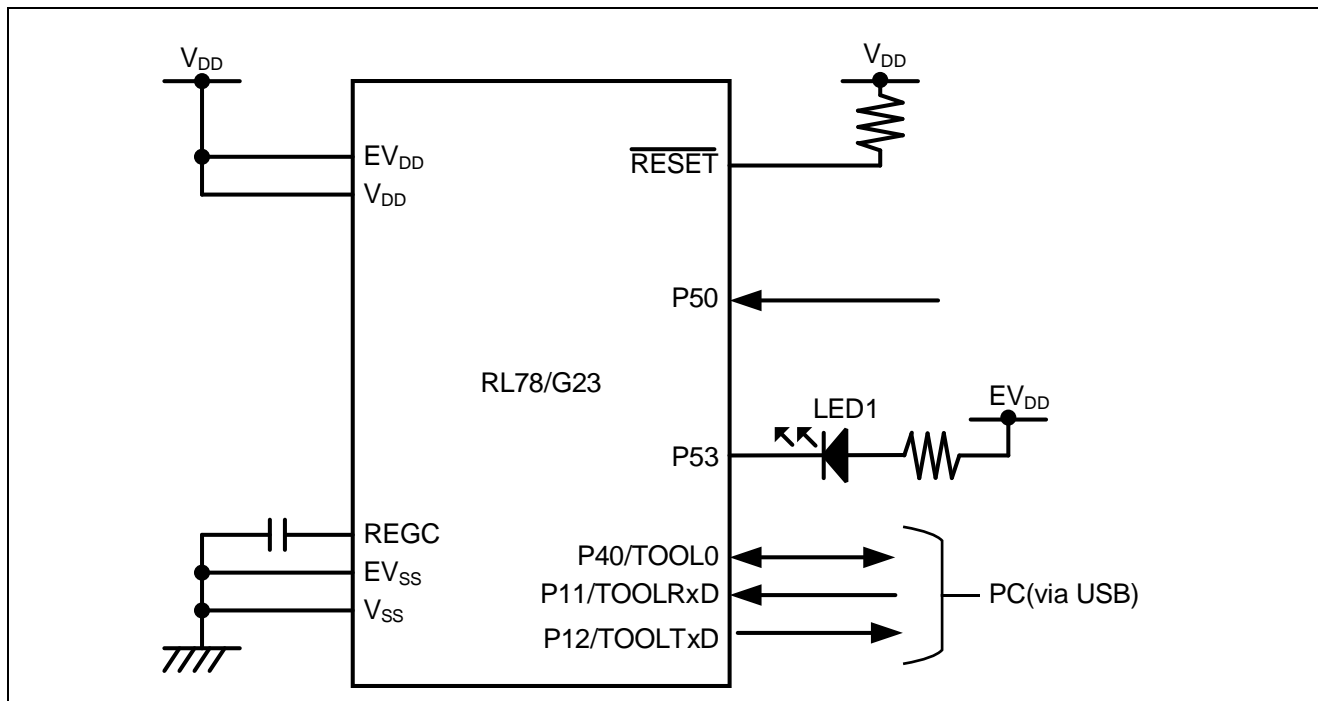 VDD
VDD
EVDD
RESET
VDD
P50
RL78/G23
EVDD
LED1
P53
REGC
P40/TOOL0
EVSS
P11/TOOLRxD
PC(via USB)
VSS
P12/TOOLTxD